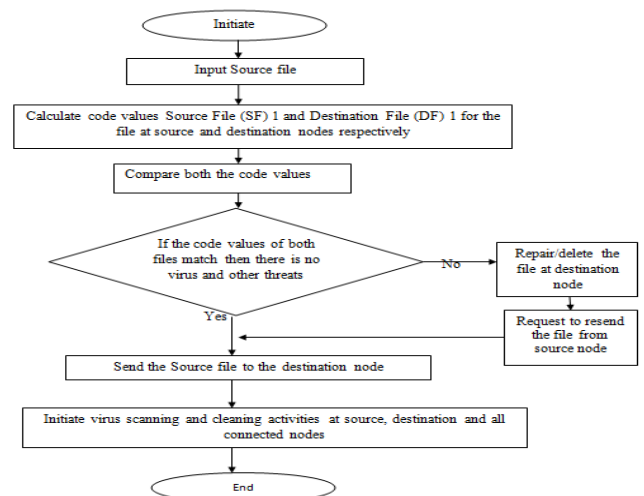 Initiate
Input Source file
Calculate code values Source File (SF) 1 and Destination File (DF) 1 for the
file at source and destination nodes respectively
Compare both the code values
If the code values of both
files match then there is no
virus and other threats
No
Repair/delete the
file at destination
node
Yes
Request to resend
the file from
source node
Send the Source file to the destination node
Initiate virus scanning and cleaning activities at source, destination and all
connected nodes
End